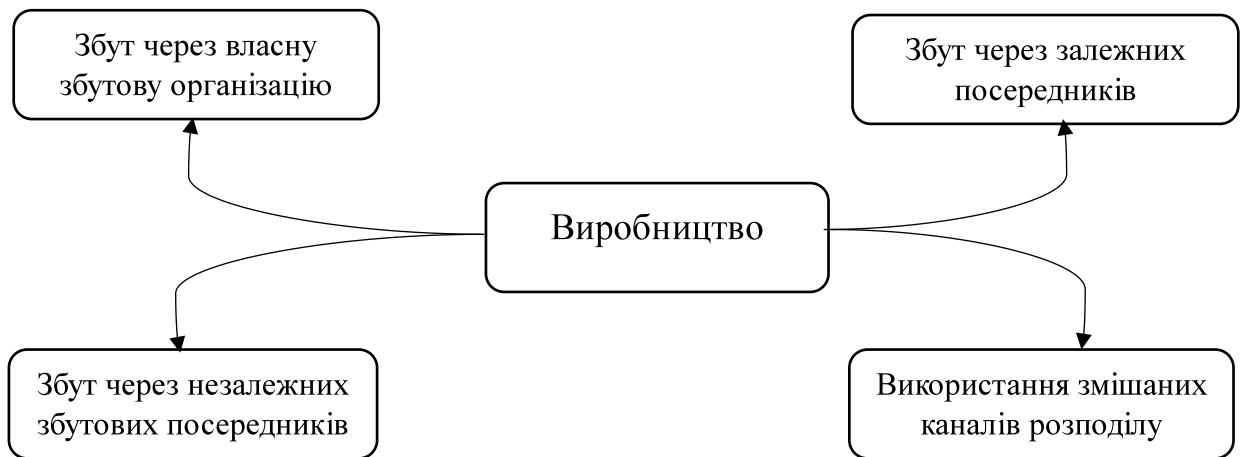 Збут через власну
збутову організацію
Збут через залежних
посередників
Виробництво
Збут через незалежних
збутових посередників
Використання змішаних
каналів розподілу